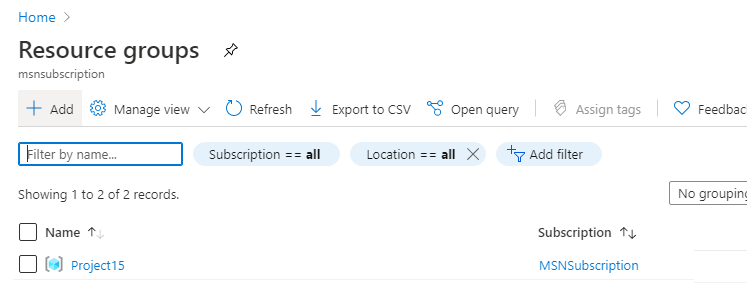 Home
Resource groups
msnsubscription
Add Manage view Refresh Export to CSV Open query Assign tags Feedbac
Filter by name... Subscription == all Location == all Add filter
Showing 1 to 2 of 2 records. No grouping
Name Subscription
Project15 MSNSubscription